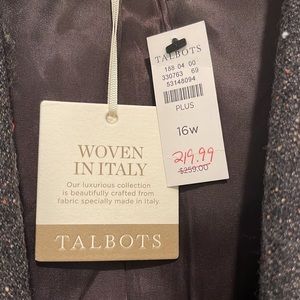 TALBOTS
188 04 00
330763 69
53148094
PLUS
16w
219.99
$259.00
WOVEN
IN ITALY
Our luxurious collection
is beautifully crafted from
fabric specially made in Italy.
TALBOTS